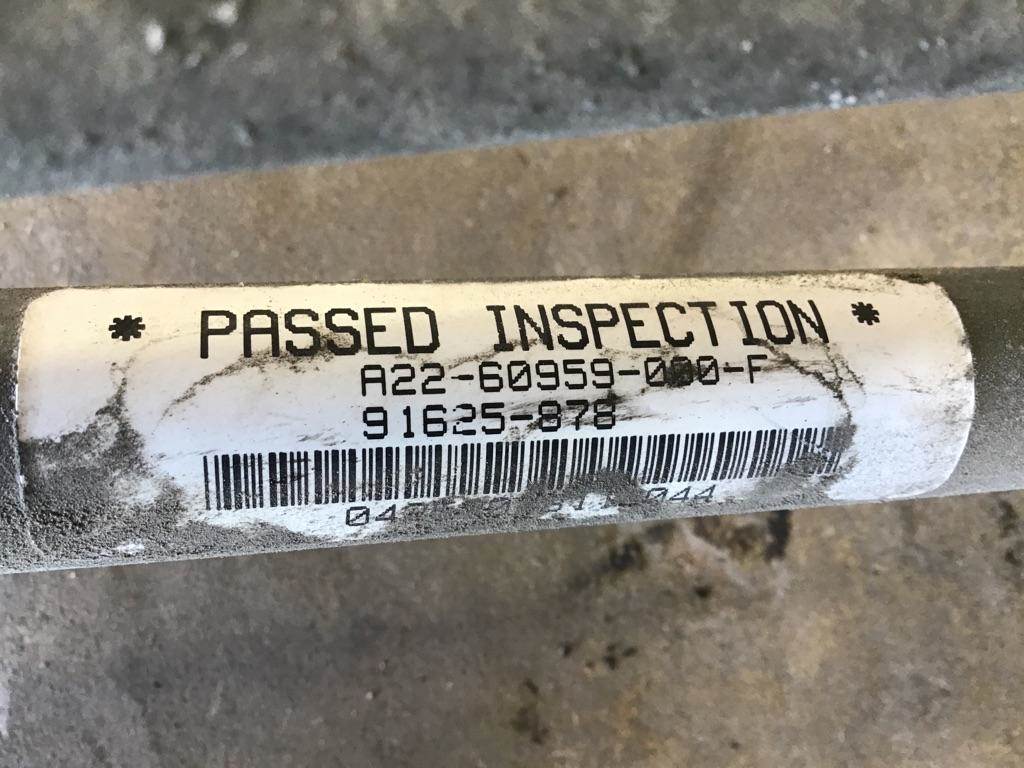 * PASSED INSPECTION *
A22-60959-000-F
91625-878